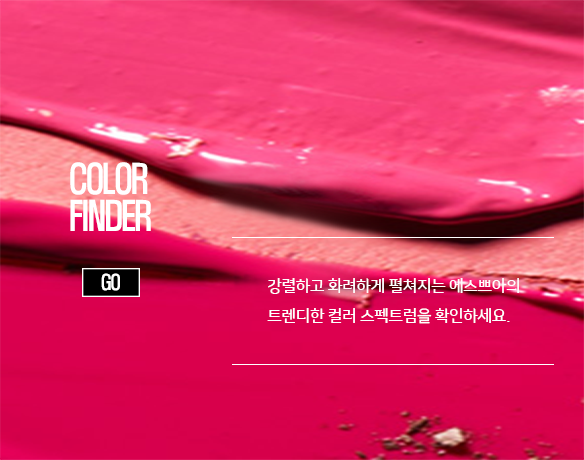 COLOR
FINDER
GO
강렬하고 화려하게 펼쳐지는 에스쁘아의
트렌디한 컬러 스펙트럼을 확인하세요.